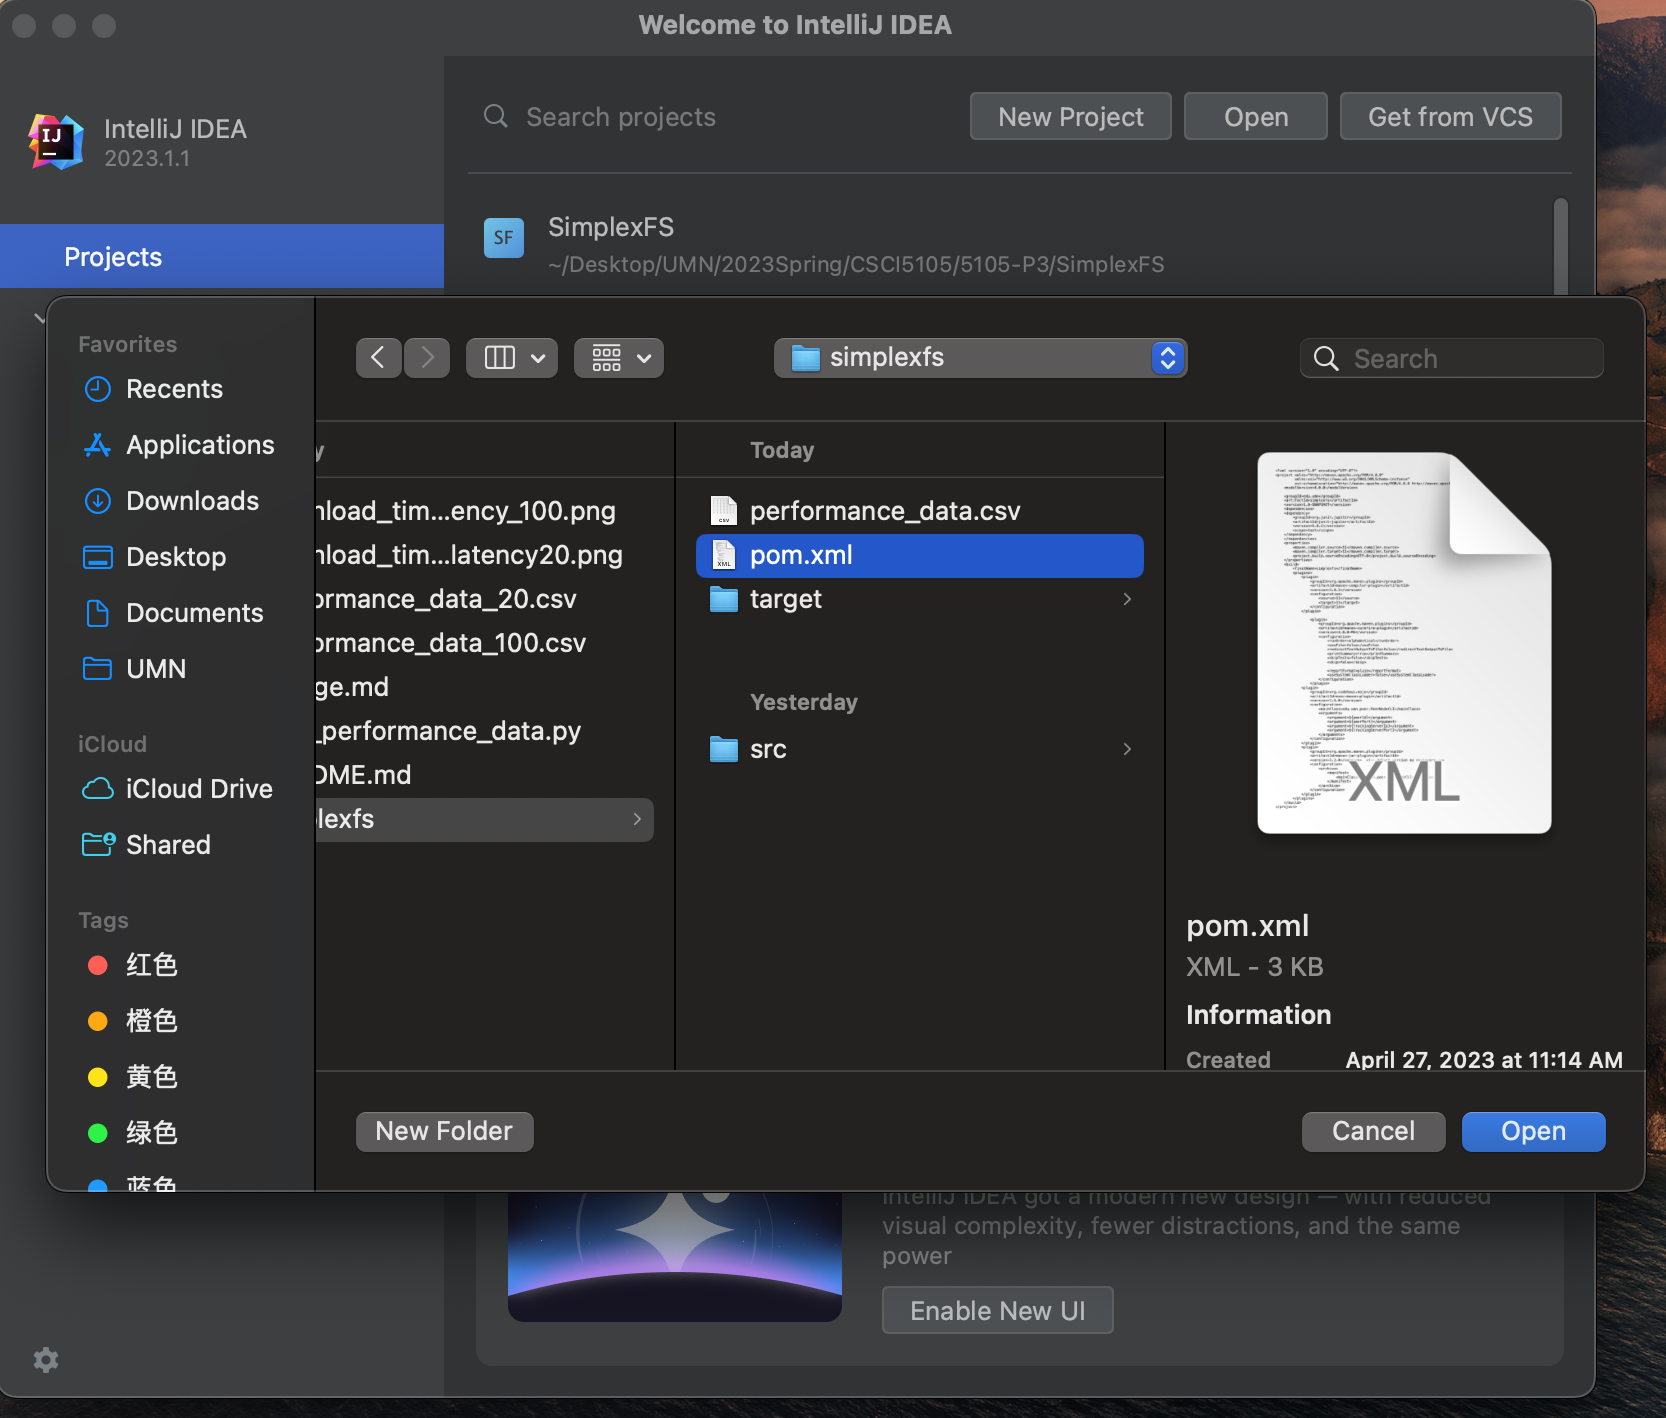 Welcome to IntelliJ IDEA
IJ
IntelliJ IDEA
2023.1.1
Search projects
New Project
Open
Get from VCS
Projects
SF
SimplexFS
~/Desktop/UMN/2023Spring/CSCI5105/5105-P3/SimplexFS
Favorites
Recents
Applications
Downloads
Desktop
Documents
UMN
iCloud
iCloud Drive
Shared
Tags
红色
橙色
黄色
绿色
蓝色
simplexfs
Search
y
nload_tim...ency_100.png
nload_tim...latency20.png
ormance_data_20.csv
ormance_data_100.csv
ge.md
_performance_data.py
DME.md
lexfs
Today
performance_data.csv
pom.xml
target
Yesterday
src
XML
pom.xml
XML - 3 KB
Information
Created April 27, 2023 at 11:14 AM
New Folder
Cancel
Open
IntelliJ IDEA got a modern new design — with reduced
visual complexity, fewer distractions, and the same
power
Enable New UI